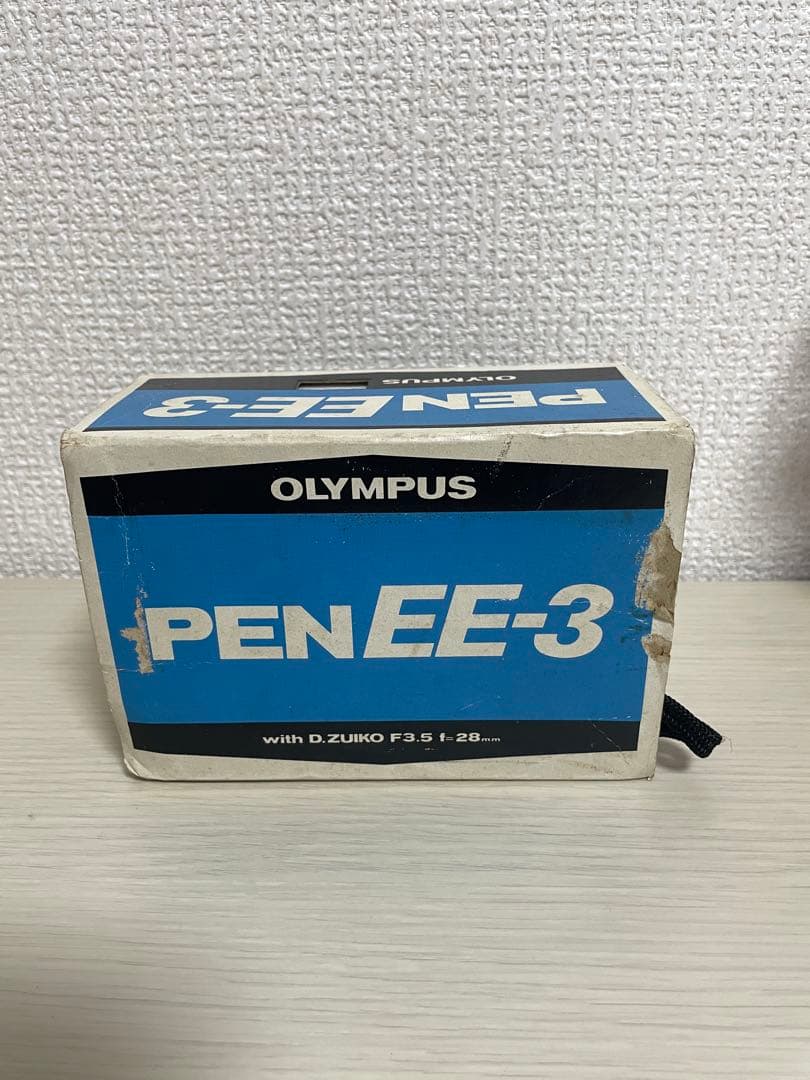 OLYMPUS
PEN EE-3
OLYMPUS
PEN EE-3
with D.ZUIKO F3.5 f=28mm